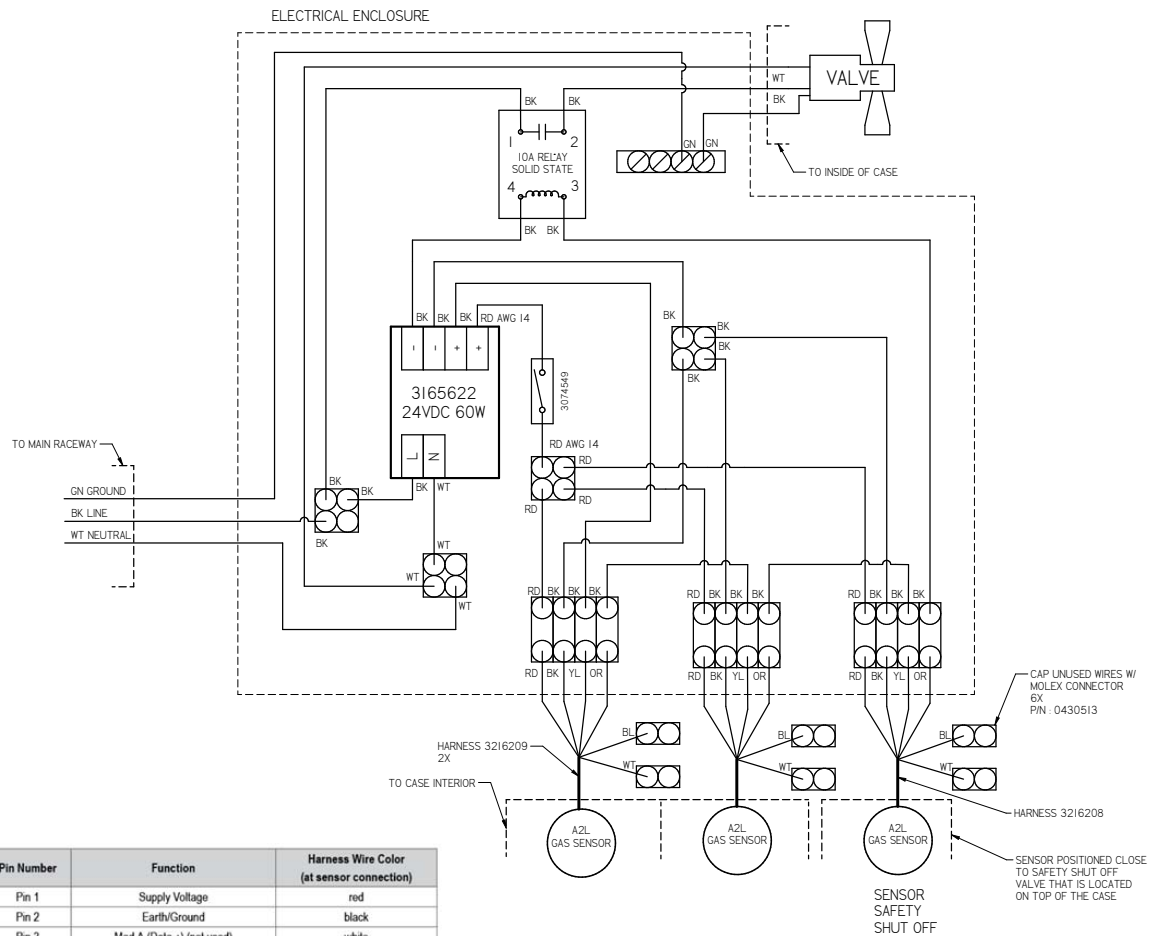 ELECTRICAL ENCLOSURE
WT
BK
VALVE
TO INSIDE OF CASE
BK
BK
1
2
10A RELAY
SOLID STATE
4
3
BK
BK
GN
GN
BK
BK
BK
RD AWG 14
-
-
+
+
3165622
24VDC 60W
L
N
3074549
BK
BK
BK
BK
RD AWG 14
RD
RD
RD
TO MAIN RACEWAY
GN GROUND
BK LINE
WT NEUTRAL
BK
BK
BK
BK
WT
WT
WT
WT
RD
BK
BK
BK
RD
BK
BK
BK
RD
BK
BK
BK
RD
BK
YL
OR
RD
BK
YL
OR
RD
BK
YL
OR
CAP UNUSED WIRES W/
MOLEX CONNECTOR
6X
P/N : 0430513
BL
WT
BL
WT
BL
WT
HARNESS 3216209
2X
TO CASE INTERIOR
HARNESS 3216208
A2L
GAS SENSOR
A2L
GAS SENSOR
A2L
GAS SENSOR
SENSOR POSITIONED CLOSE
TO SAFETY SHUT OFF
VALVE THAT IS LOCATED
ON TOP OF THE CASE
SENSOR
SAFETY
SHUT OFF
Pin Number Function Harness Wire Color
(at sensor connection)
Pin 1 Supply Voltage red
Pin 2 Earth/Ground black